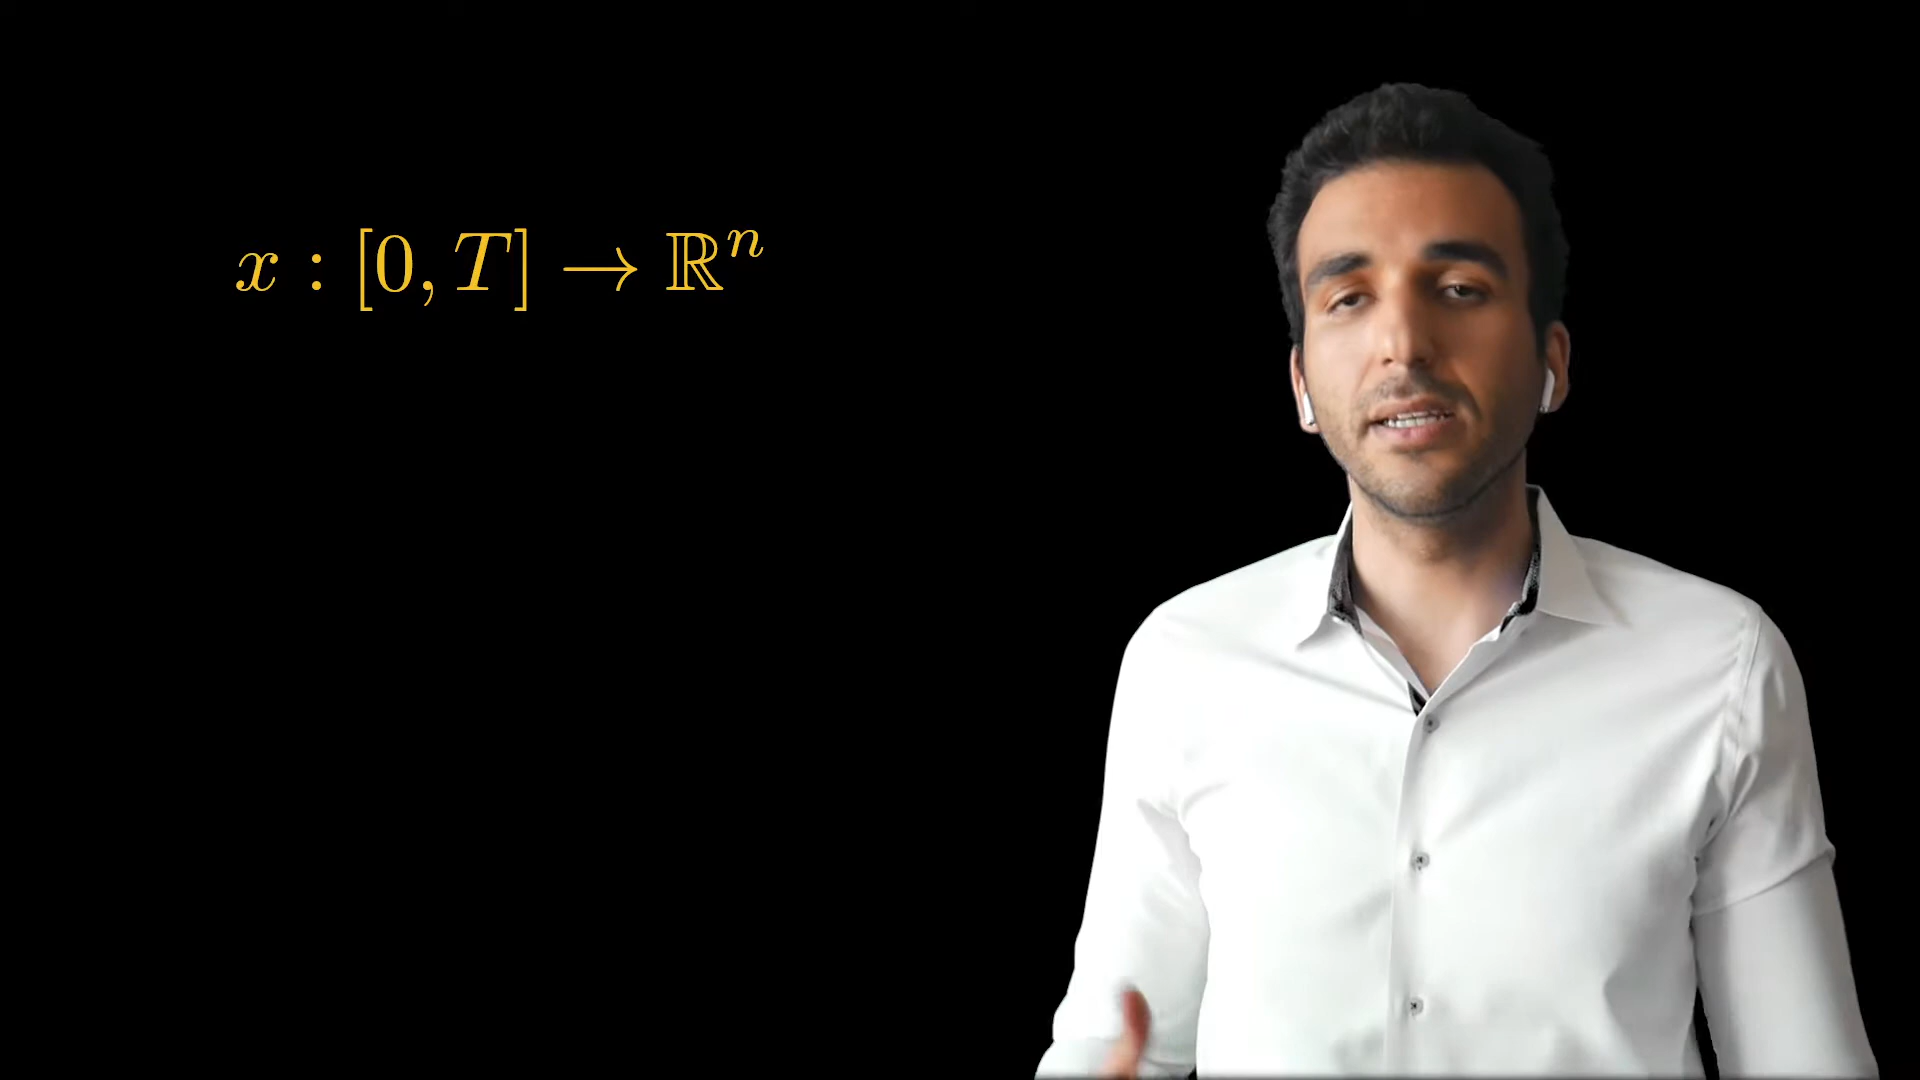 x : [0, T] → ℝⁿ